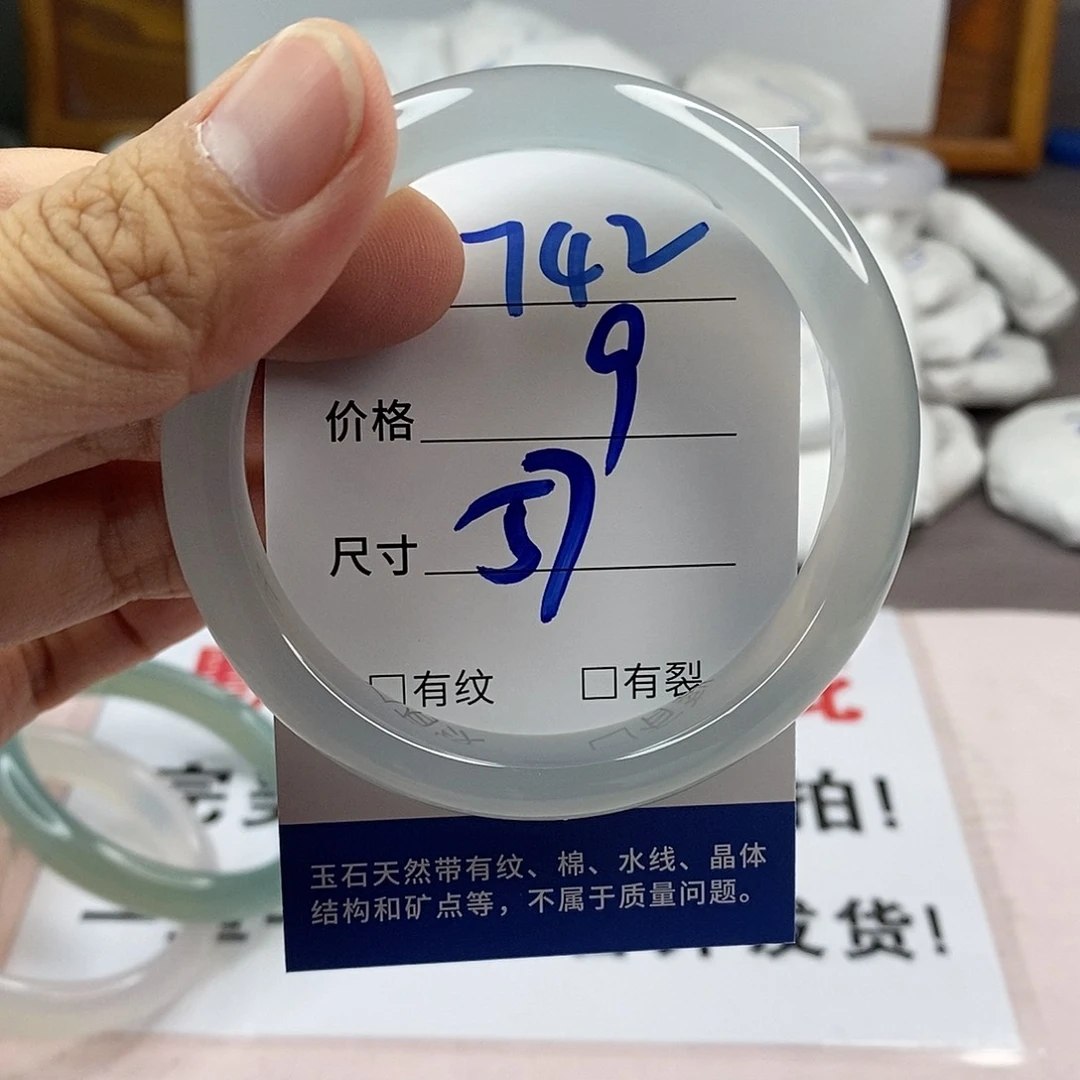 742
9
价格
尺寸 57
□有纹 □有裂
玉石天然带有纹、棉、水线、晶体
结构和矿点等，不属于质量问题。
拍!
发货!